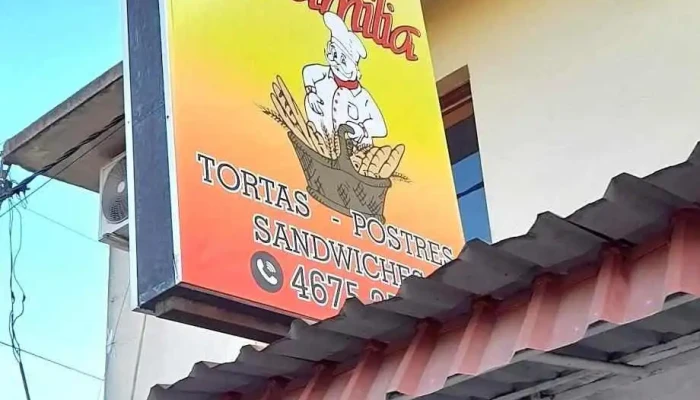 TORTAS - POSTRES
SANDWICHES
4675